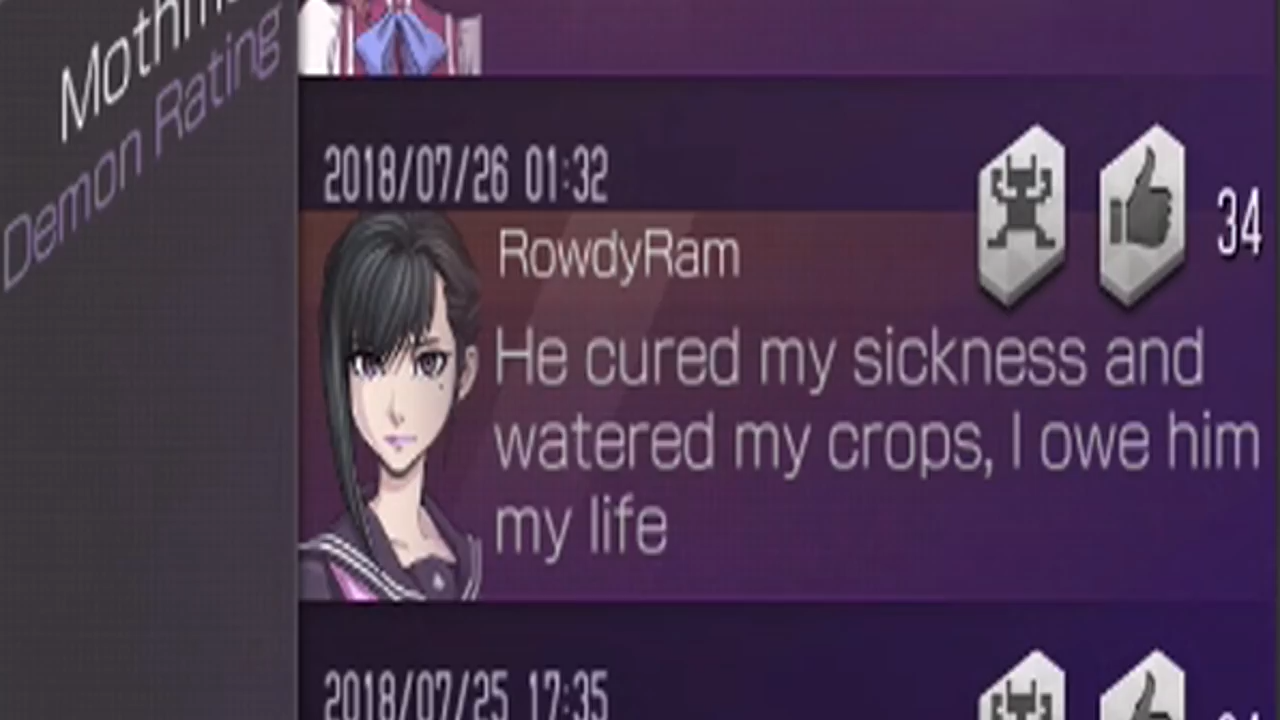 Demon Rating
2018/07/26 01:32
34
RowdyRam
He cured my sickness and
watered my crops, I owe him
my life
2018/07/25 17:35